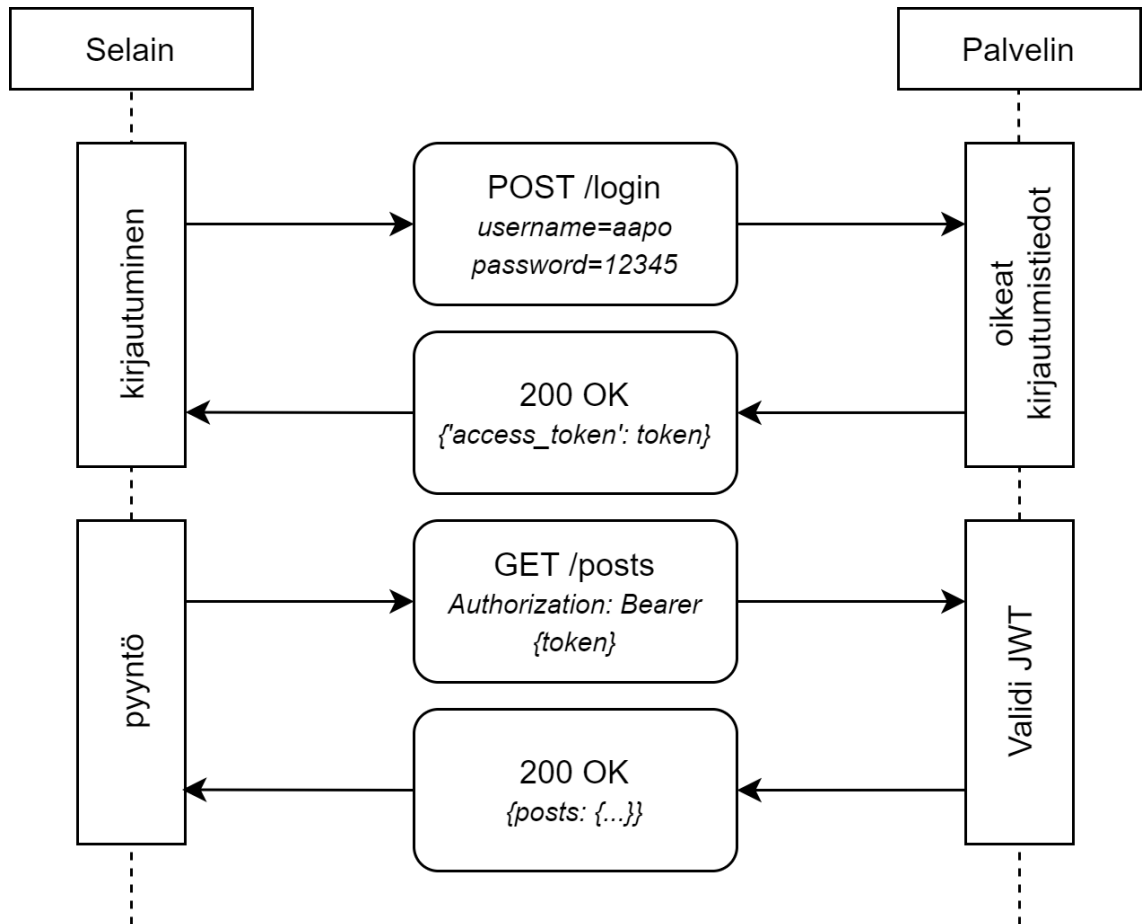 Selain
Palvelin
kirjautuminen
POST /login
username=aapo
password=12345
oikeat
kirjautumistiedot
200 OK
{'access_token': token}
pyyntö
GET /posts
Authorization: Bearer
{token}
Validi JWT
200 OK
{posts: {...}}